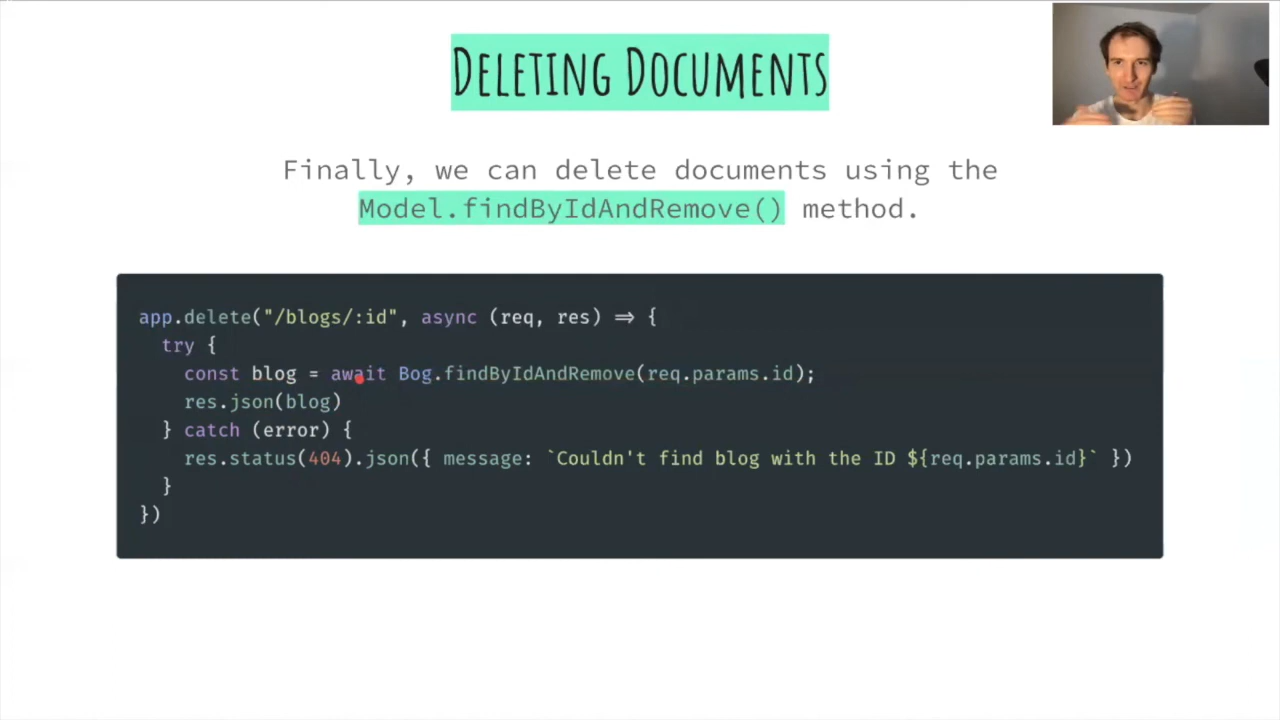 DELETING DOCUMENTS
Finally, we can delete documents using the
Model.findByIdAndRemove() method.
app.delete("/blogs/:id", async (req, res) => {
  try {
    const blog = await Bog.findByIdAndRemove(req.params.id);
    res.json(blog)
  } catch (error) {
    res.status(404).json({ message: `Couldn't find blog with the ID ${req.params.id}` })
  }
})